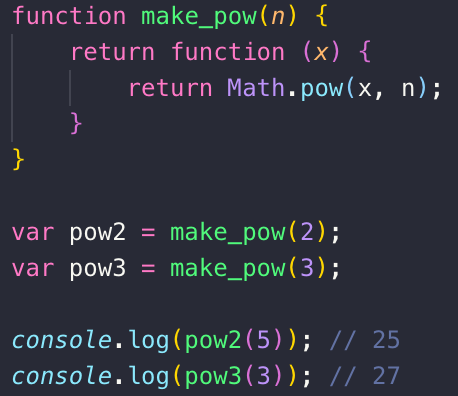 function make_pow(n) {
    return function (x) {
        return Math.pow(x, n);
    }
}

var pow2 = make_pow(2);
var pow3 = make_pow(3);

console.log(pow2(5)); // 25
console.log(pow3(3)); // 27